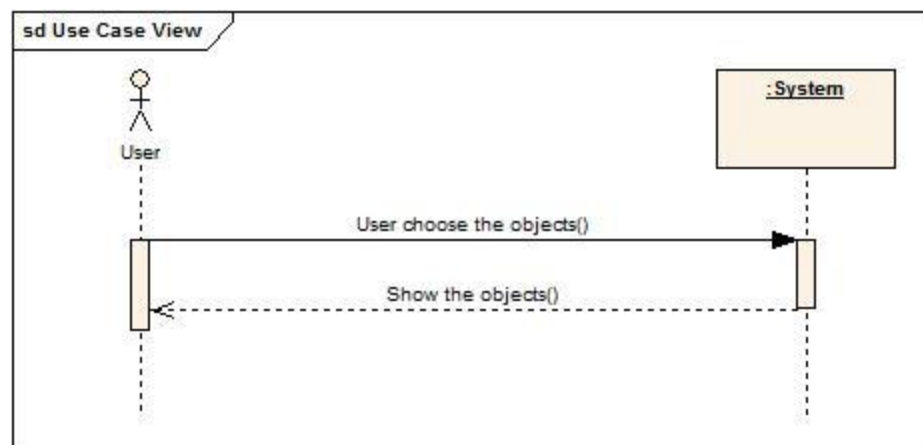 sd Use Case View
User
:System
User choose the objects()
Show the objects()